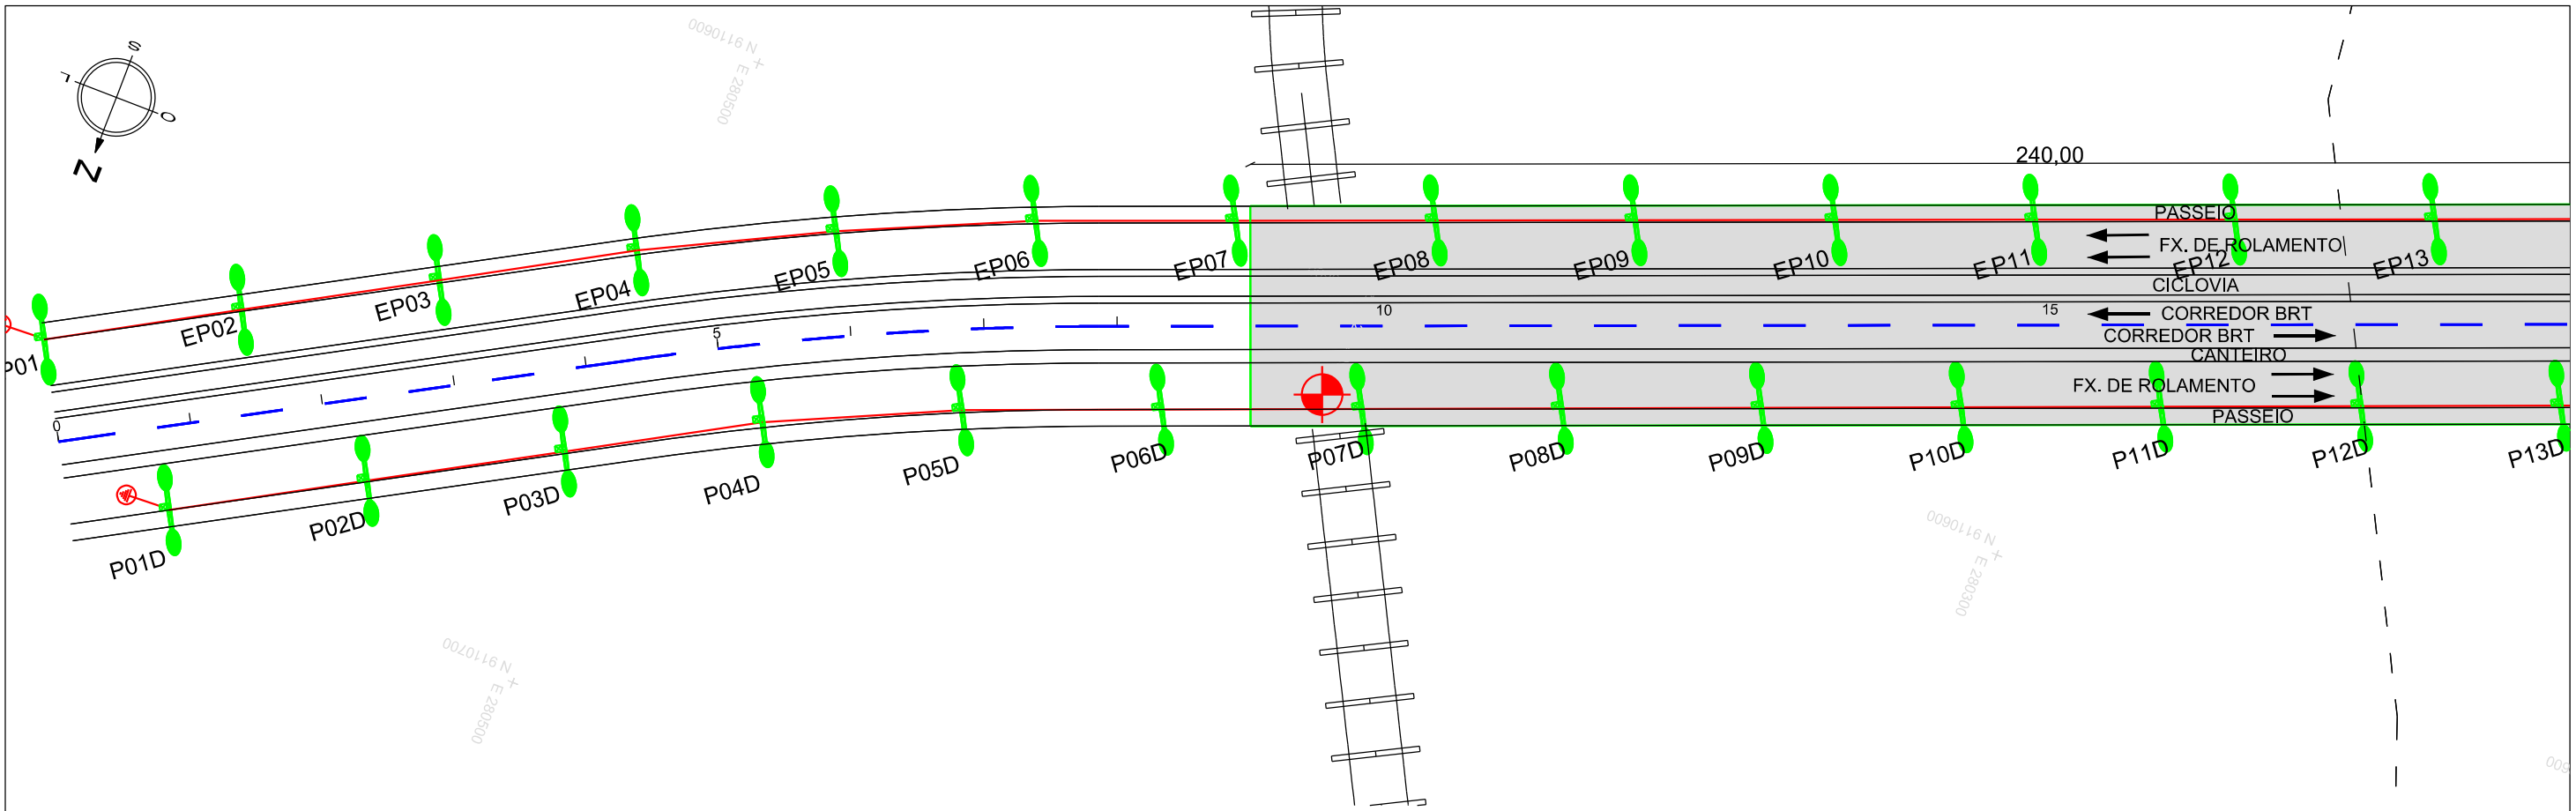 N 9110600
E 280500
S
L
O
N
240,00
PASSEIO
FX. DE ROLAMENTO
EP02
EP03
EP04
EP05
EP06
EP07
EP08
EP09
EP10
EP11
EP12
EP13
P01
CICLOVIA
0
5
10
15
CORREDOR BRT
CORREDOR BRT
CANTEIRO
FX. DE ROLAMENTO
PASSEIO
P01D
P02D
P03D
P04D
P05D
P06D
P07D
P08D
P09D
P10D
P11D
P12D
P13D
N 9110600
E 280300
N 9110700
E 280500
600